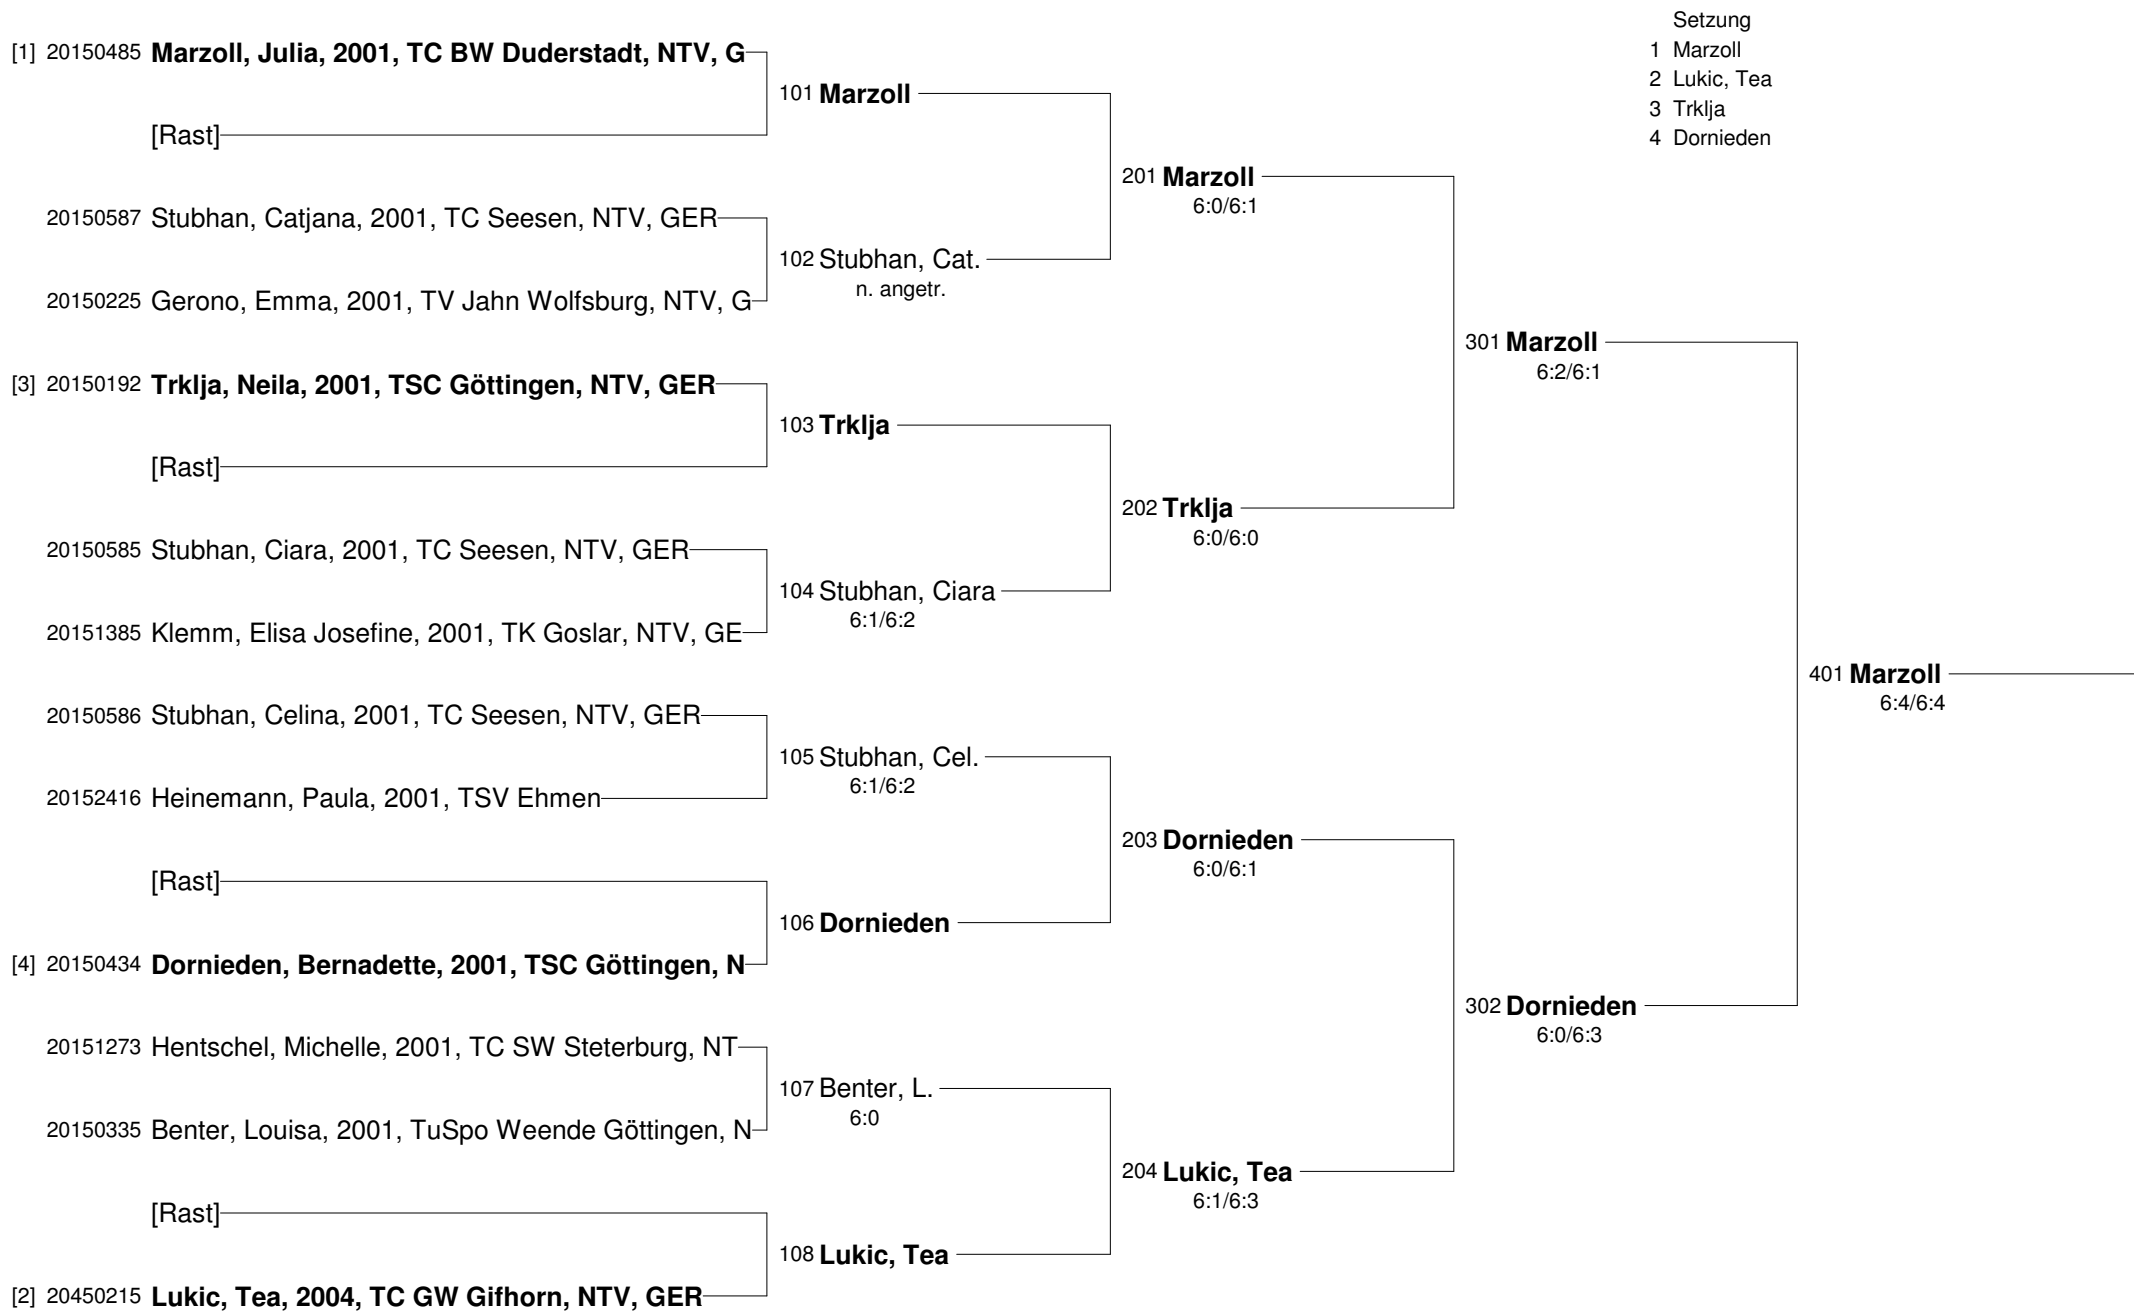 Setzung
1 Marzoll
2 Lukic, Tea
3 Trklja
4 Dornieden
[1] 20150485 Marzoll, Julia, 2001, TC BW Duderstadt, NTV, G
101 Marzoll
[Rast]
201 Marzoll
6:0/6:1
20150587 Stubhan, Catjana, 2001, TC Seesen, NTV, GER
102 Stubhan, Cat.
n. angetr.
20150225 Gerono, Emma, 2001, TV Jahn Wolfsburg, NTV, G
301 Marzoll
6:2/6:1
[3] 20150192 Trklja, Neila, 2001, TSC Göttingen, NTV, GER
103 Trklja
[Rast]
202 Trklja
6:0/6:0
20150585 Stubhan, Ciara, 2001, TC Seesen, NTV, GER
104 Stubhan, Ciara
6:1/6:2
20151385 Klemm, Elisa Josefine, 2001, TK Goslar, NTV, GE
401 Marzoll
6:4/6:4
20150586 Stubhan, Celina, 2001, TC Seesen, NTV, GER
105 Stubhan, Cel.
6:1/6:2
20152416 Heinemann, Paula, 2001, TSV Ehmen
203 Dornieden
6:0/6:1
[Rast]
106 Dornieden
[4] 20150434 Dornieden, Bernadette, 2001, TSC Göttingen, N
302 Dornieden
6:0/6:3
20151273 Hentschel, Michelle, 2001, TC SW Steterburg, NT
107 Benter, L.
6:0
20150335 Benter, Louisa, 2001, TuSpo Weende Göttingen, N
204 Lukic, Tea
6:1/6:3
[Rast]
108 Lukic, Tea
[2] 20450215 Lukic, Tea, 2004, TC GW Gifhorn, NTV, GER